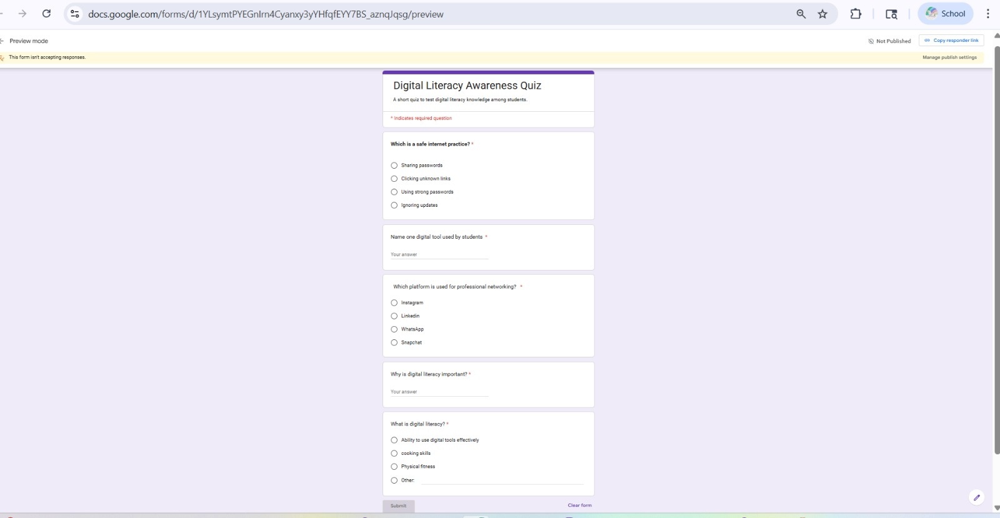 docs.google.com/forms/d/1YLsymtPYEGnIrn4Cyanxy3yYHfqfEYY7BS_aznqJqsg/preview
School
Preview mode
Not Published
Copy responder link
This form isn't accepting responses.
Manage publish settings
Digital Literacy Awareness Quiz
A short quiz to test digital literacy knowledge among students.
* Indicates required question
Which is a safe internet practice? *
Sharing passwords
Clicking unknown links
Using strong passwords
Ignoring updates
Name one digital tool used by students *
Your answer
Which platform is used for professional networking? *
Instagram
Linkedin
WhatsApp
Snapchat
Why is digital literacy important? *
Your answer
What is digital literacy? *
Ability to use digital tools effectively
cooking skills
Physical fitness
Other:
Submit
Clear form